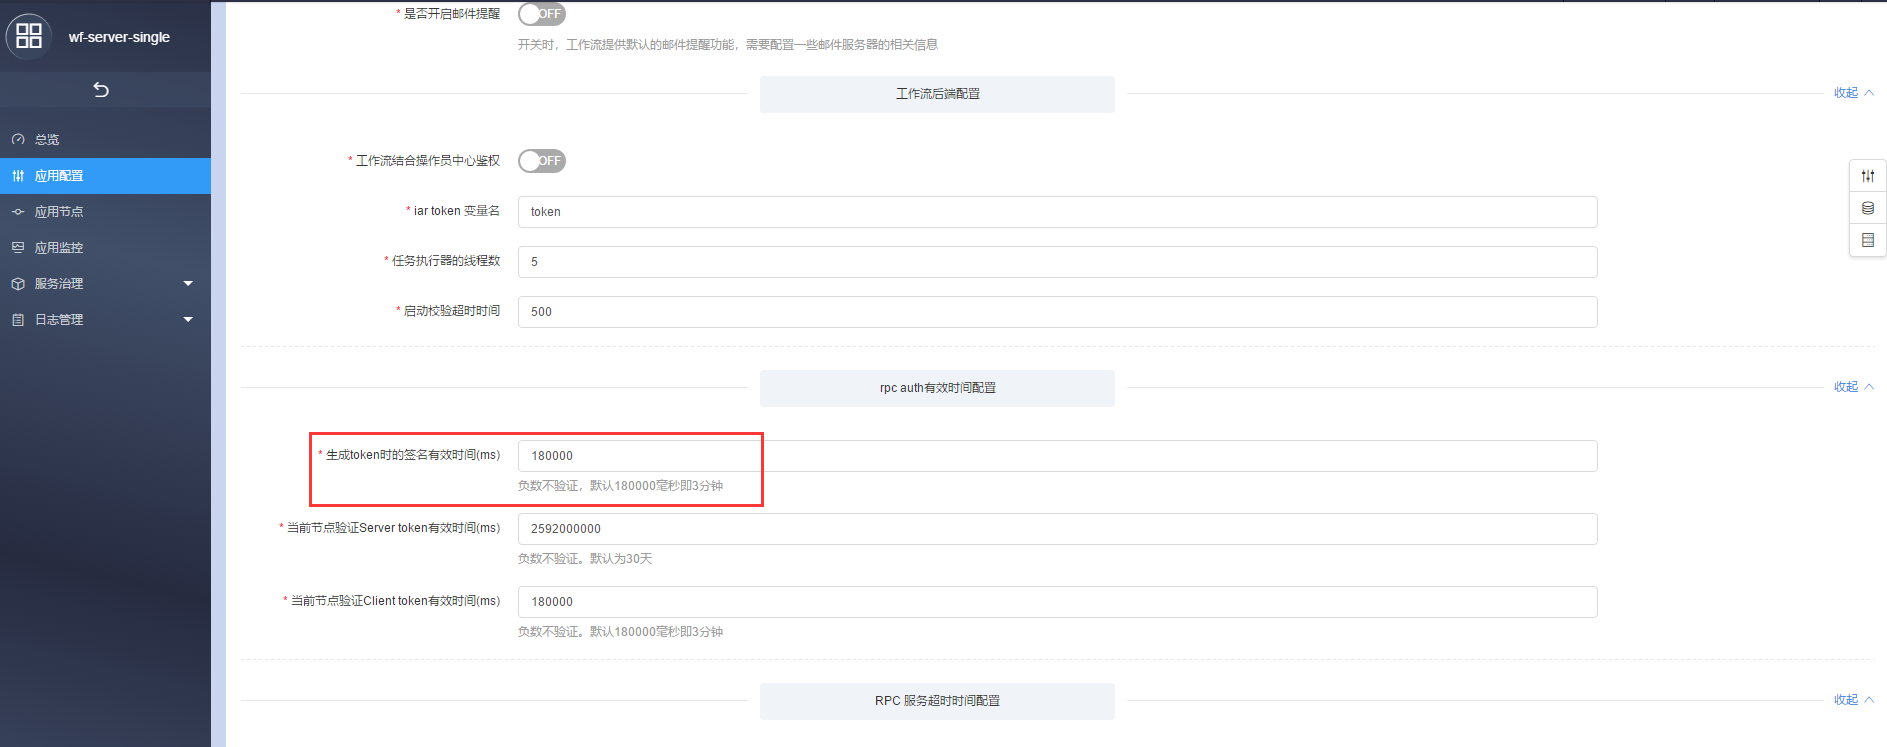 wf-server-single
总览
应用配置
应用节点
应用监控
服务治理
日志管理
* 是否开启邮件提醒
OFF
开关时，工作流提供默认的邮件提醒功能，需要配置一些邮件服务器的相关信息
工作流后端配置
收起
* 工作流结合操作员中心鉴权
OFF
* iar token 变量名
token
* 任务执行器的线程数
5
* 启动校验超时时间
500
rpc auth有效时间配置
收起
* 生成token时的签名有效时间(ms)
180000
负数不验证，默认180000毫秒即3分钟
* 当前节点验证Server token有效时间(ms)
2592000000
负数不验证。默认为30天
* 当前节点验证Client token有效时间(ms)
180000
负数不验证。默认180000毫秒即3分钟
RPC 服务超时时间配置
收起